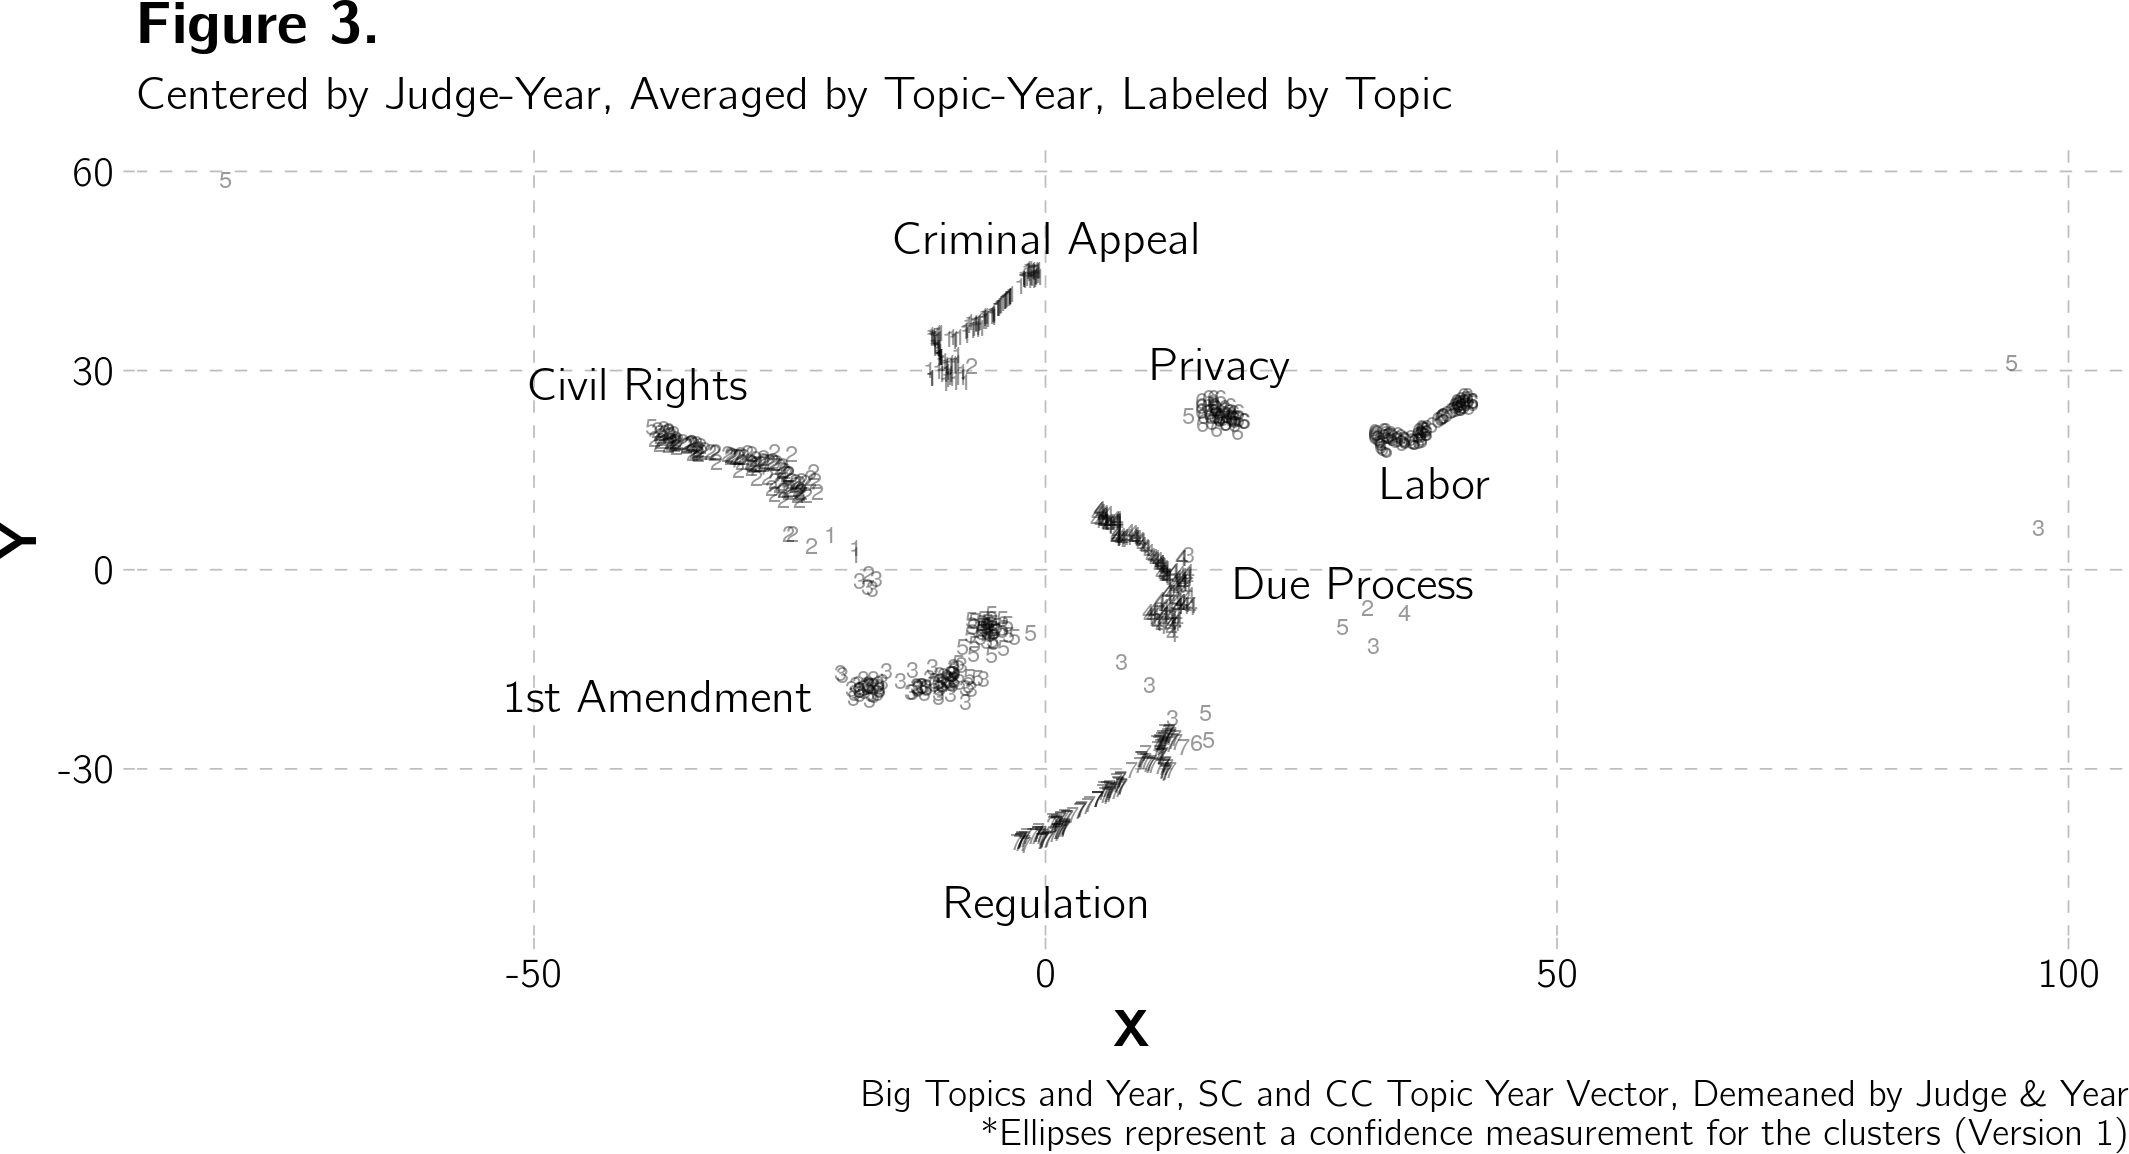 Figure 3.
Centered by Judge-Year, Averaged by Topic-Year, Labeled by Topic
60
30
0
-30
Y
Criminal Appeal
Privacy
Civil Rights
Labor
Due Process
1st Amendment
Regulation
-50 0 50 100
X
Big Topics and Year, SC and CC Topic Year Vector, Demeaned by Judge & Year
*Ellipses represent a confidence measurement for the clusters (Version 1)